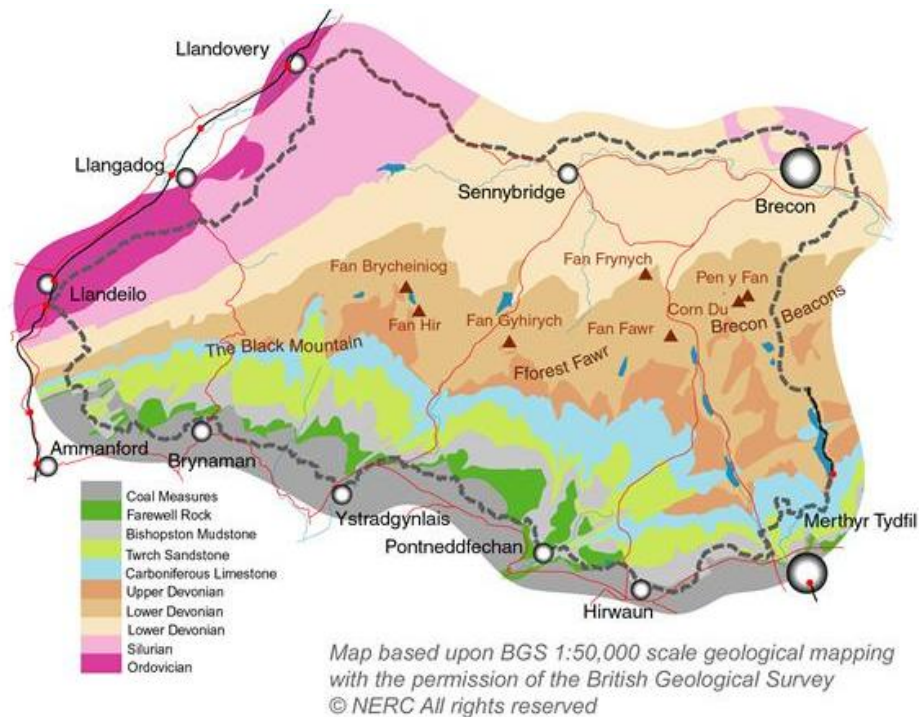 Llandovery
Llangadog
Sennybridge
Brecon
Llandeilo
Fan Brycheiniog
Fan Frynych
Pen y Fan
Fan Hir
Fan Gyhirych
Fan Fawr
Corn Du
Brecon
Beacons
The Black Mountain
Fforest Fawr
Ammanford
Brynaman
Ystradgynlais
Pontneddfechan
Hirwaun
Merthyr Tydfil
Coal Measures
Farewell Rock
Bishopston Mudstone
Twrch Sandstone
Carboniferous Limestone
Upper Devonian
Lower Devonian
Lower Devonian
Silurian
Ordovician
Map based upon BGS 1:50,000 scale geological mapping
with the permission of the British Geological Survey
© NERC All rights reserved